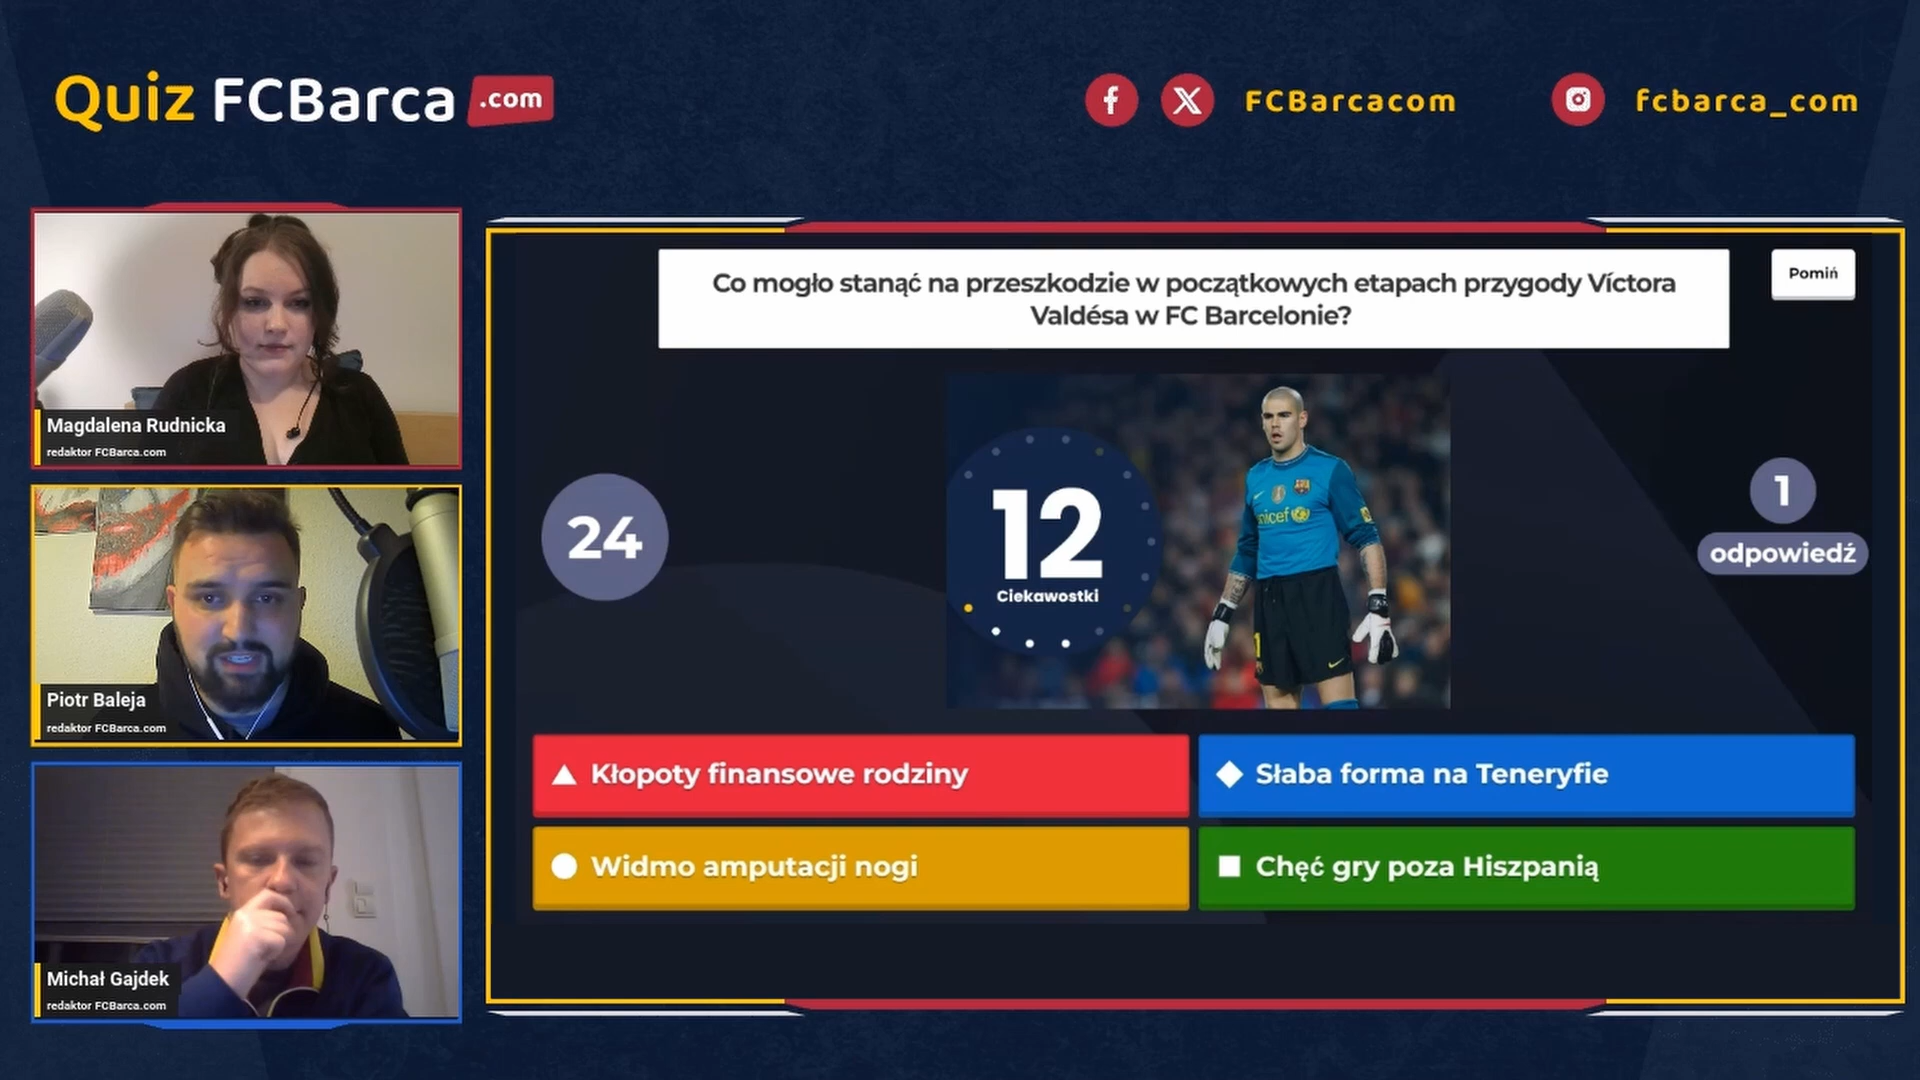 Quiz FCBarca .com
FCBarcacom
fcbarca_com
Magdalena Rudnicka
redaktor FCBarca.com
Piotr Baleja
redaktor FCBarca.com
Michał Gajdek
redaktor FCBarca.com
Co mogło stanąć na przeszkodzie w początkowych etapach przygody Víctora
Valdésa w FC Barcelonie?
Pomiń
24
12
Ciekawostki
unicef
1
odpowiedź
Kłopoty finansowe rodziny
Słaba forma na Teneryfie
Widmo amputacji nogi
Chęć gry poza Hiszpanią